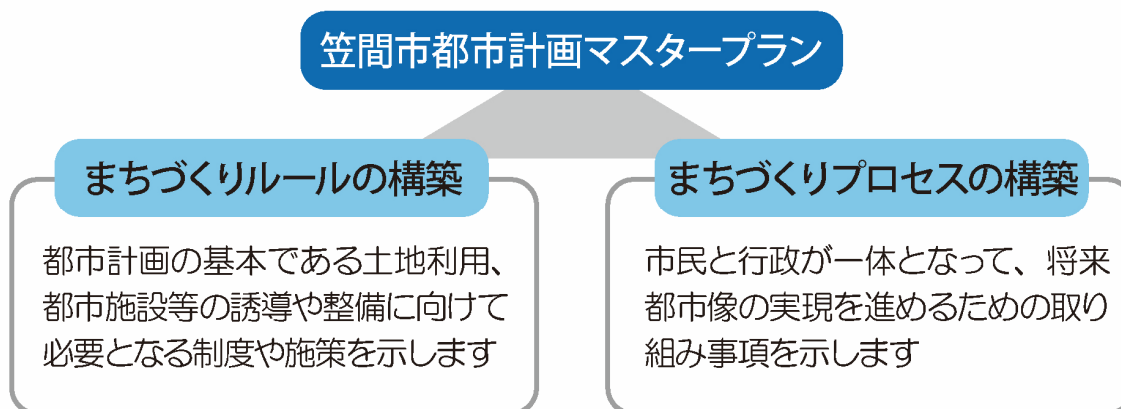 笠間市都市計画マスタープラン
まちづくりルールの構築
都市計画の基本である土地利用、
都市施設等の誘導や整備に向けて
必要となる制度や施策を示します
まちづくりプロセスの構築
市民と行政が一体となって、将来
都市像の実現を進めるための取り
組み事項を示します